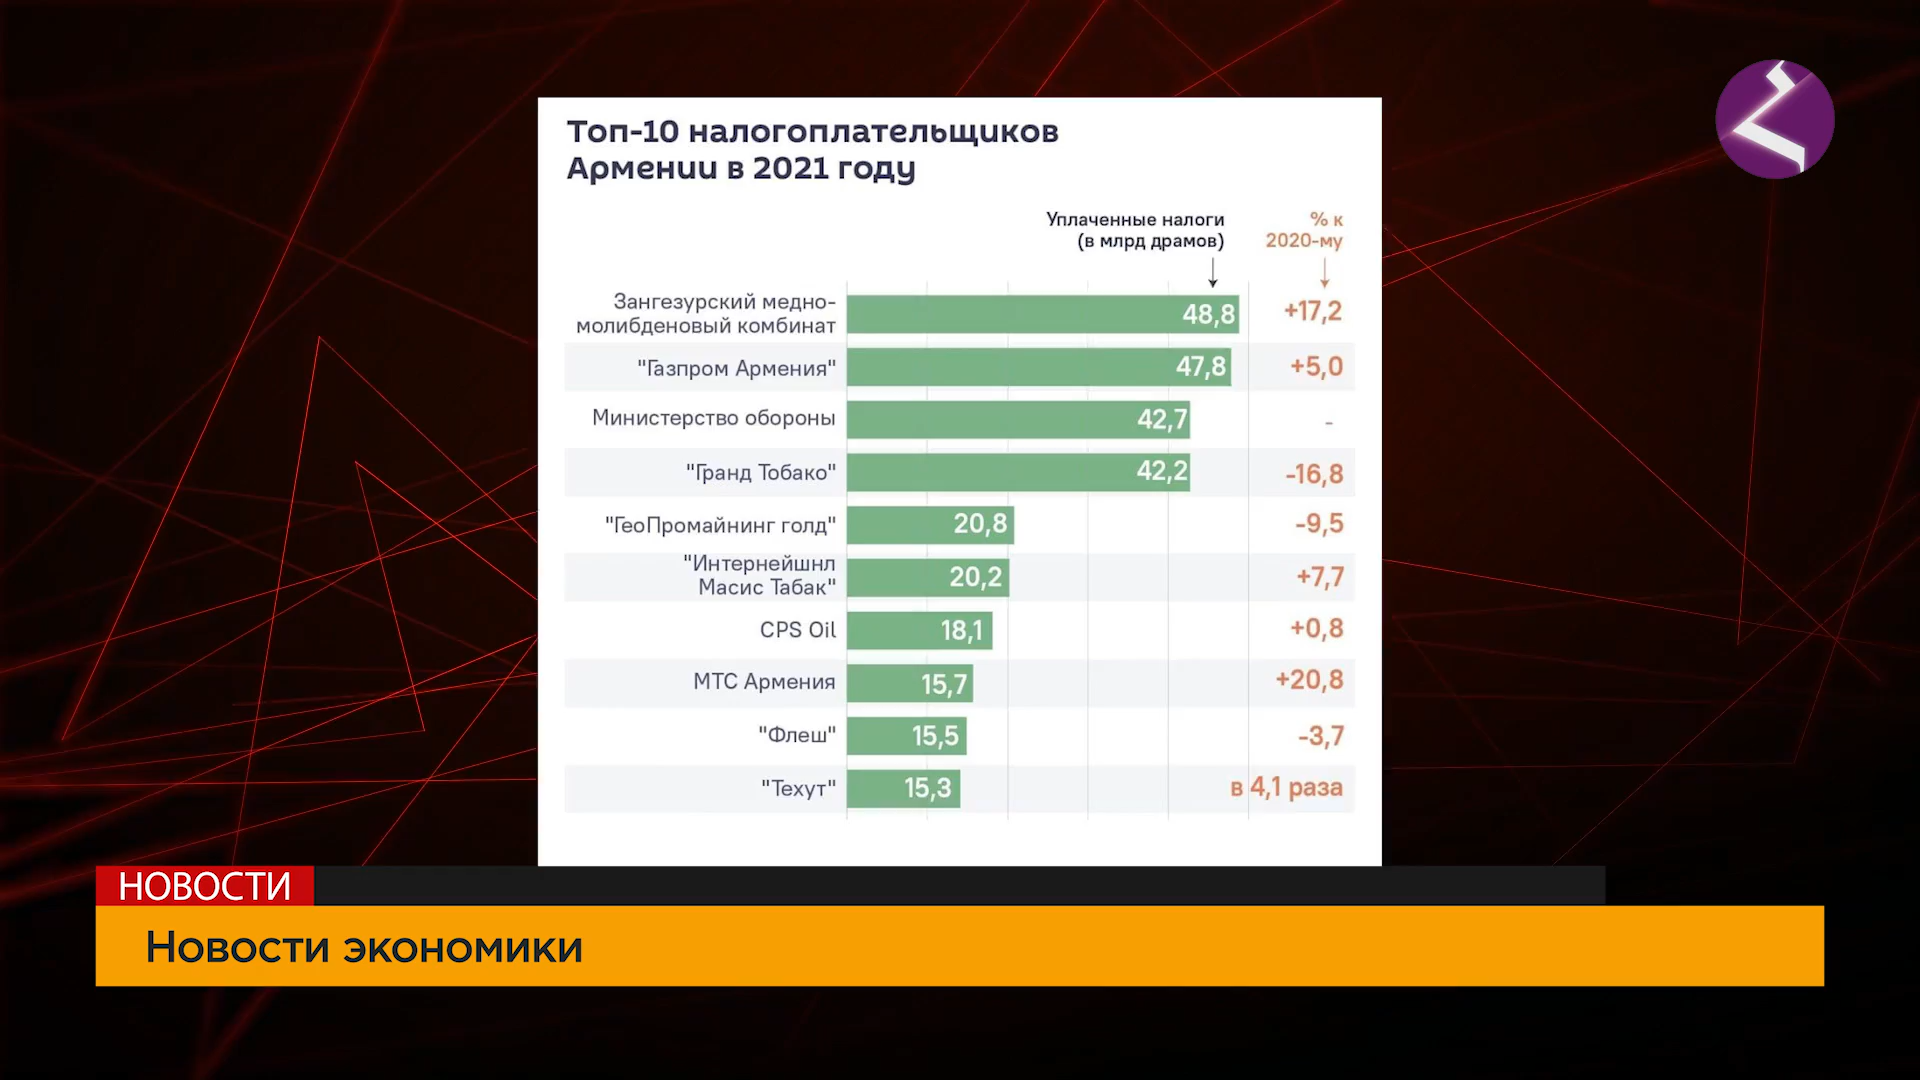 Топ-10 налогоплательщиков
Армении в 2021 году
Уплаченные налоги
(в млрд драмов)
% к
2020-му
Зангезурский медно-
молибденовый комбинат
48,8
+17,2
"Газпром Армения"
47,8
+5,0
Министерство обороны
42,7
-
"Гранд Тобако"
42,2
-16,8
"ГеоПромайнинг голд"
20,8
-9,5
"Интернейшнл
Масис Табак"
20,2
+7,7
CPS Oil
18,1
+0,8
МТС Армения
15,7
+20,8
"Флеш"
15,5
-3,7
"Техут"
15,3
в 4,1 раза
НОВОСТИ
Новости экономики